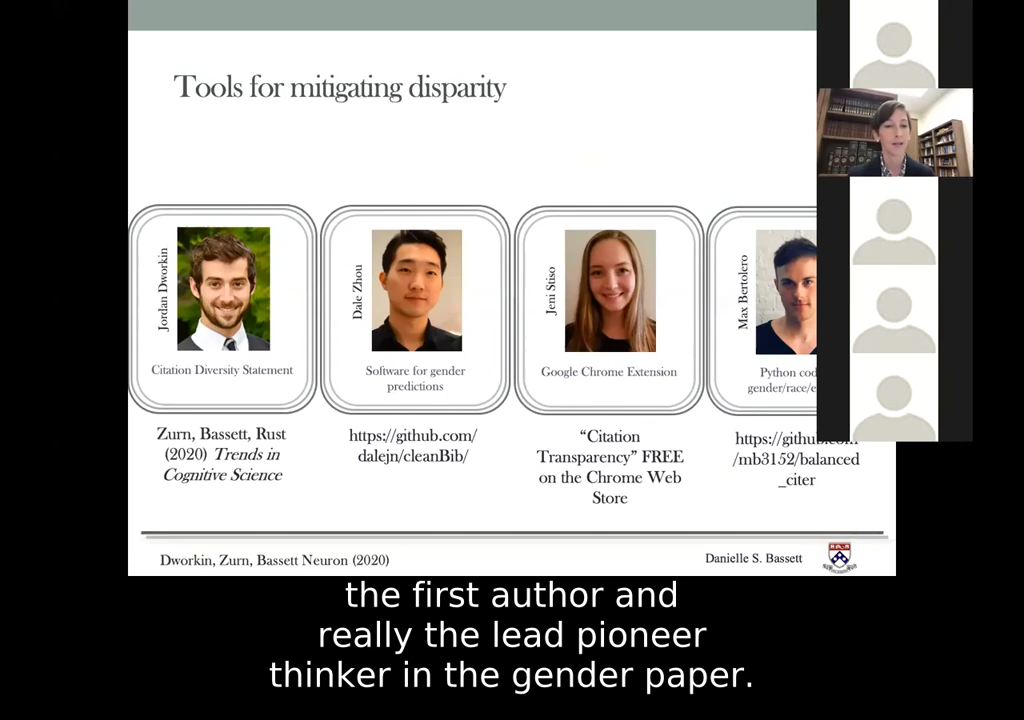 Tools for mitigating disparity
Jordan Dworkin
Citation Diversity Statement
Zurn, Bassett, Rust
(2020) Trends in
Cognitive Science
Dale Zhou
Software for gender
predictions
https://github.com/
dalejn/cleanBib/
Jeni Stiso
Google Chrome Extension
“Citation
Transparency” FREE
on the Chrome Web
Store
Max Bertolero
Python
gender/race/
https://github.com
/mb3152/balanced
_citer
Dworkin, Zurn, Bassett Neuron (2020)
Danielle S. Bassett
the first author and
really the lead pioneer
thinker in the gender paper.